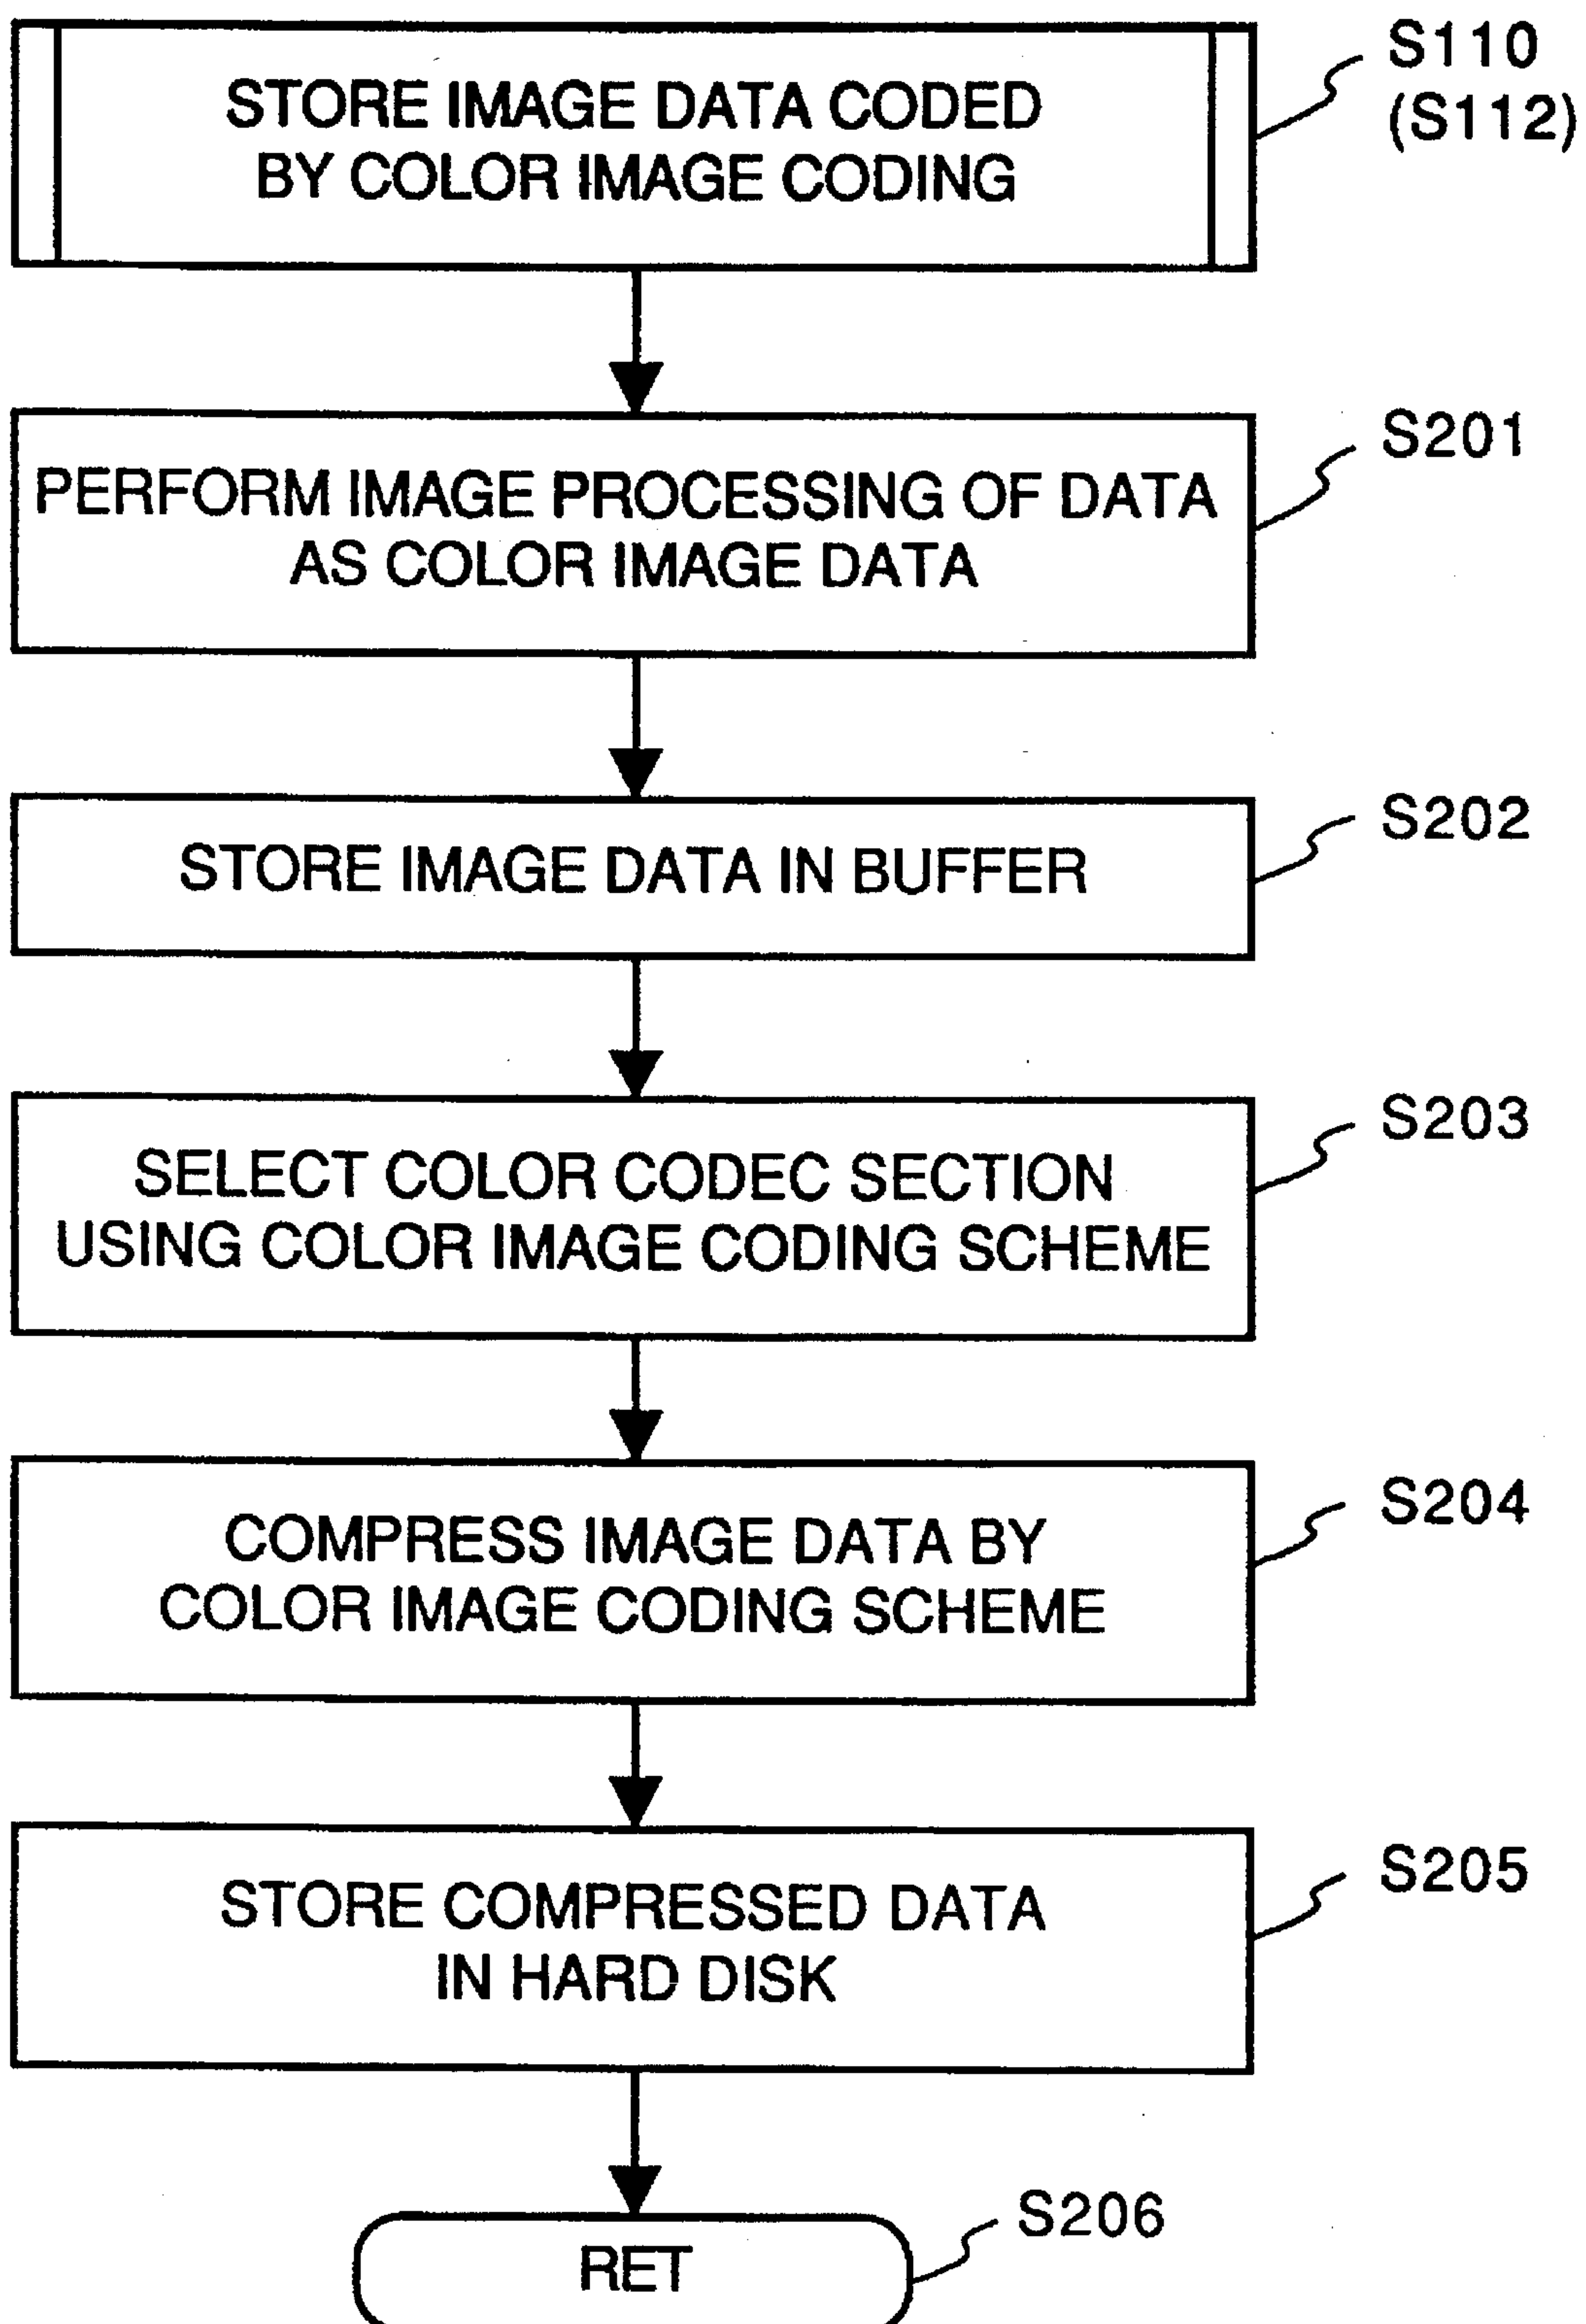 STORE IMAGE DATA CODED
BY COLOR IMAGE CODING
S110
(S112)
PERFORM IMAGE PROCESSING OF DATA
AS COLOR IMAGE DATA
S201
STORE IMAGE DATA IN BUFFER
S202
SELECT COLOR CODEC SECTION
USING COLOR IMAGE CODING SCHEME
S203
COMPRESS IMAGE DATA BY
COLOR IMAGE CODING SCHEME
S204
STORE COMPRESSED DATA
IN HARD DISK
S205
RET
S206